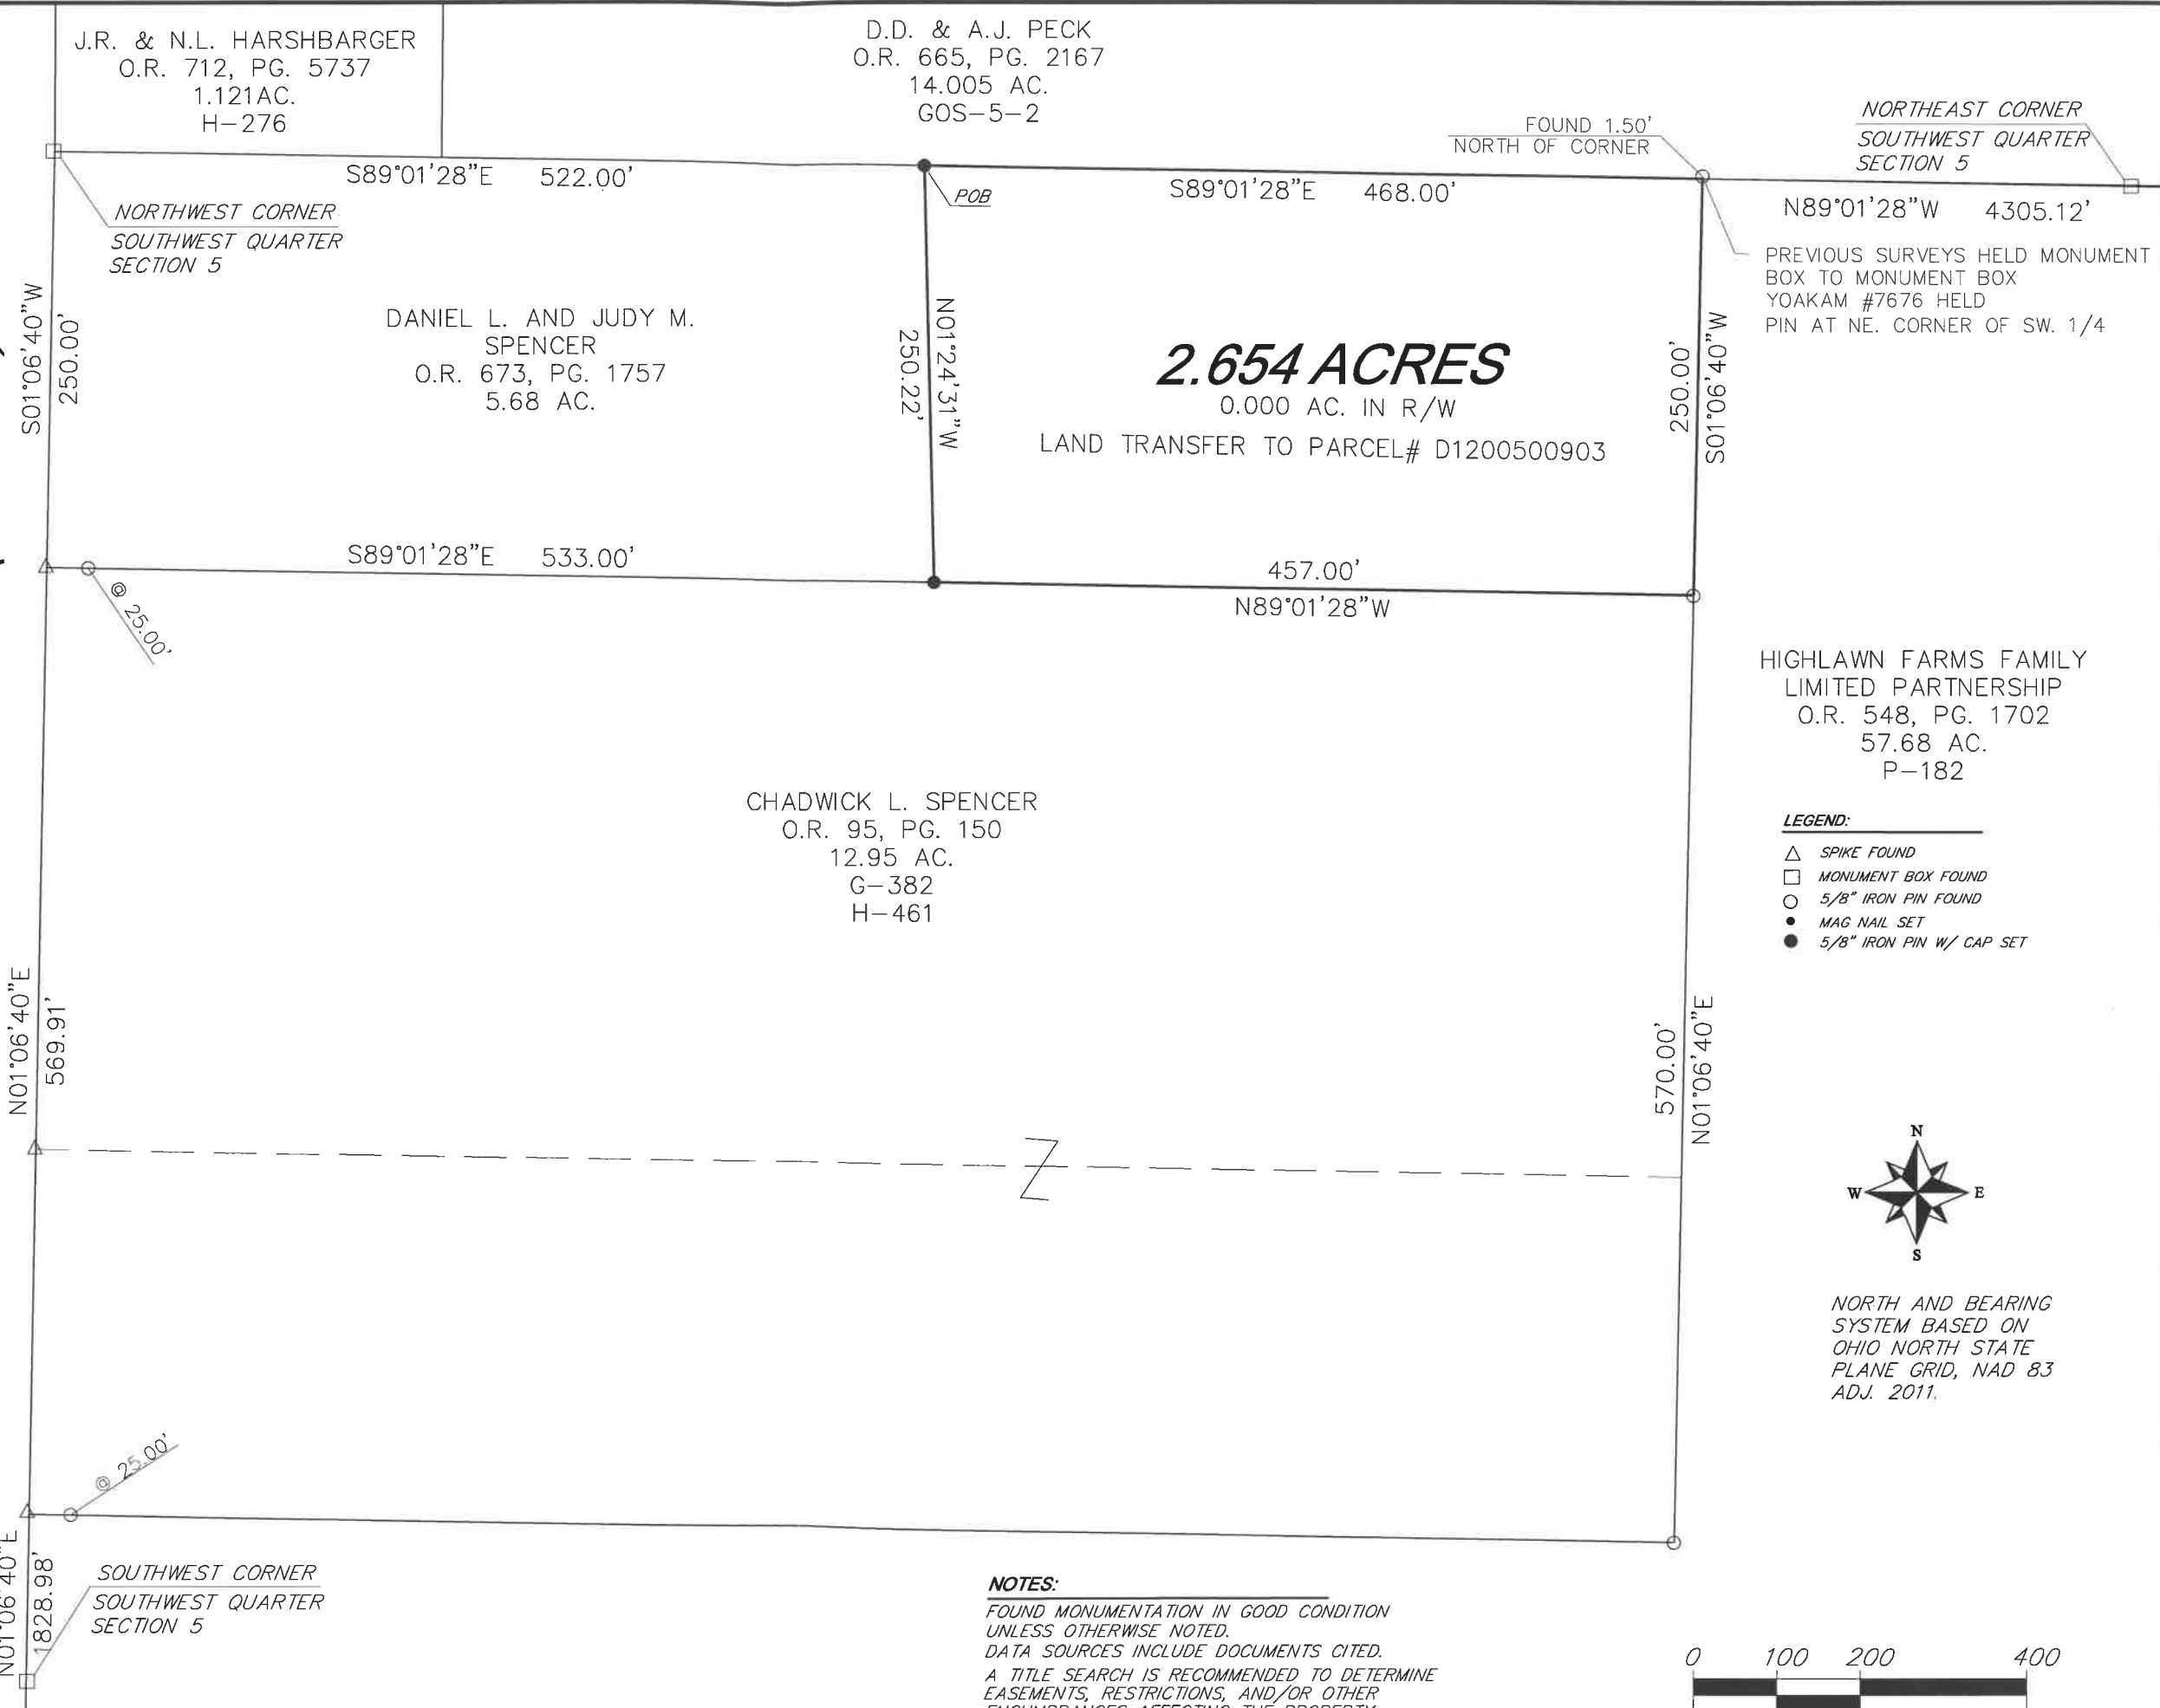 J.R. & N.L. HARSHBARGER
O.R. 712, PG. 5737
1.121AC.
H-276
D.D. & A.J. PECK
O.R. 665, PG. 2167
14.005 AC.
GOS-5-2
FOUND 1.50'
NORTH OF CORNER
NORTHEAST CORNER
SOUTHWEST QUARTER
SECTION 5
S89°01'28"E 522.00'
POB
S89°01'28"E 468.00'
N89°01'28"W 4305.12'
NORTHWEST CORNER
SOUTHWEST QUARTER
SECTION 5
PREVIOUS SURVEYS HELD MONUMENT
BOX TO MONUMENT BOX
YOAKAM #7676 HELD
PIN AT NE. CORNER OF SW. 1/4
S01°06'40"W
250.00'
DANIEL L. AND JUDY M.
SPENCER
O.R. 673, PG. 1757
5.68 AC.
N01°24'31"W
250.22'
2.654 ACRES
0.000 AC. IN R/W
LAND TRANSFER TO PARCEL# D1200500903
250.00'
S01°06'40"W
S89°01'28"E 533.00'
457.00'
N89°01'28"W
@ 25.00'
HIGHLAWN FARMS FAMILY
LIMITED PARTNERSHIP
O.R. 548, PG. 1702
57.68 AC.
P-182
CHADWICK L. SPENCER
O.R. 95, PG. 150
12.95 AC.
G-382
H-461
LEGEND:
SPIKE FOUND
MONUMENT BOX FOUND
5/8" IRON PIN FOUND
MAG NAIL SET
5/8" IRON PIN W/ CAP SET
N01°06'40"E
569.91'
570.00'
N01°06'40"E
Z
N
W E
S
NORTH AND BEARING
SYSTEM BASED ON
OHIO NORTH STATE
PLANE GRID, NAD 83
ADJ. 2011.
@ 25.00'
N01°06'40"E
1828.98'
SOUTHWEST CORNER
SOUTHWEST QUARTER
SECTION 5
NOTES:
FOUND MONUMENTATION IN GOOD CONDITION
UNLESS OTHERWISE NOTED.
DATA SOURCES INCLUDE DOCUMENTS CITED.
A TITLE SEARCH IS RECOMMENDED TO DETERMINE
EASEMENTS, RESTRICTIONS, AND/OR OTHER
ENCUMBRANCES AFFECTING THE PROPERTY
0 100 200 400